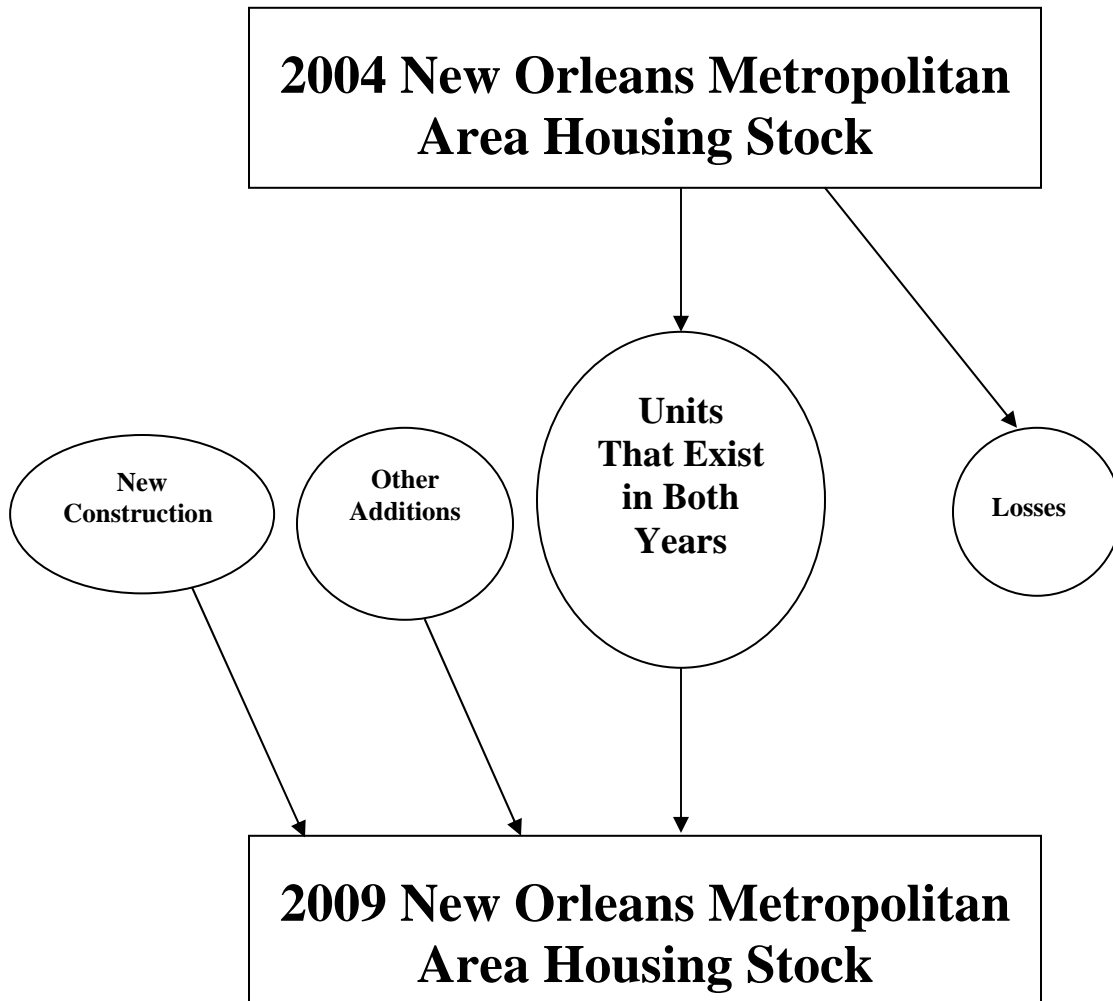 2004 New Orleans Metropolitan
Area Housing Stock
Units
That Exist
in Both
Years
New
Construction
Other
Additions
Losses
2009 New Orleans Metropolitan
Area Housing Stock